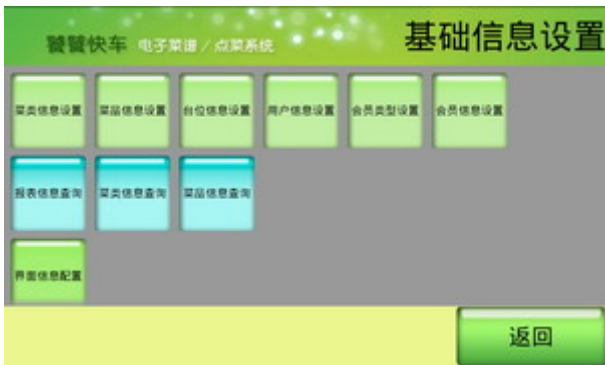 饕餮快车 电子菜谱/点菜系统 基础信息设置
菜类信息设置 菜品信息设置 台位信息设置 用户信息设置 会员类型设置 会员信息设置
报表信息查询 菜类信息查询 菜品信息查询
界面信息配置
返回